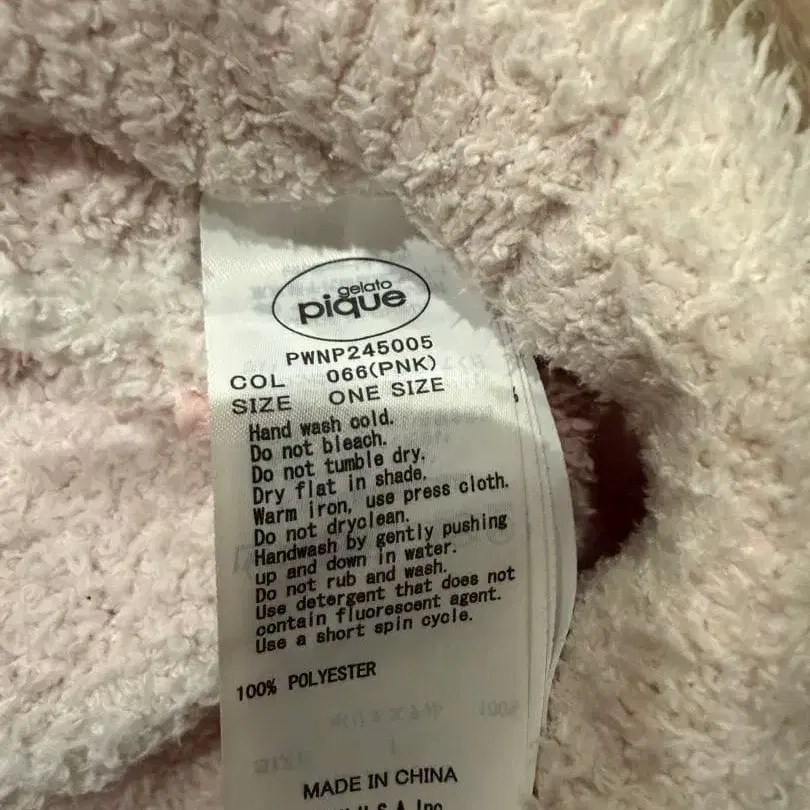 gelato
pique
PWNP245005
COL 066(PNK)
SIZE ONE SIZE
Hand wash cold.
Do not bleach.
Do not tumble dry.
Dry flat in shade.
Warm iron, use press cloth.
Do not dryclean.
Handwash by gently pushing
up and down in water.
Do not rub and wash.
Use detergent that does not
contain fluorescent agent.
Use a short spin cycle.
100% POLYESTER
MADE IN CHINA
U.S.A. Inc.